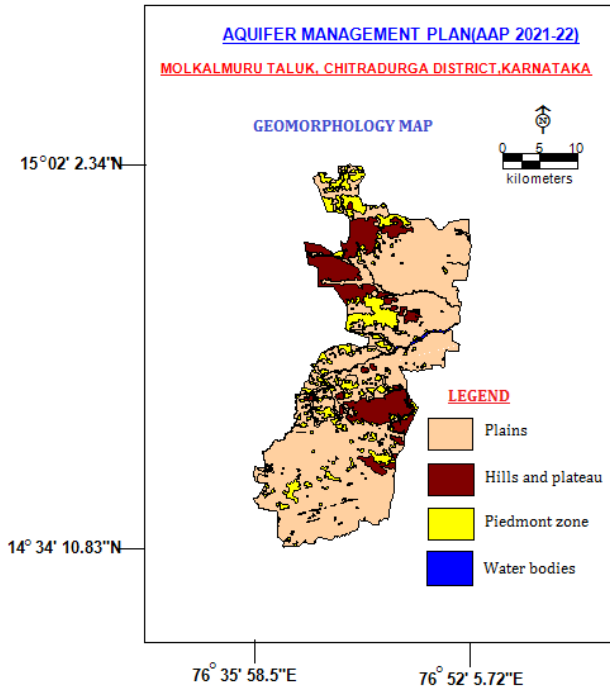 AQUIFER MANAGEMENT PLAN(AAP 2021-22)
MOLKALMURU TALUK, CHITRADURGA DISTRICT,KARNATAKA
GEOMORPHOLOGY MAP
N
0 5 10
kilometers
15° 02' 2.34"N
LEGEND
Plains
Hills and plateau
Piedmont zone
Water bodies
14° 34' 10.83"N
76° 35' 58.5"E 76° 52' 5.72"E